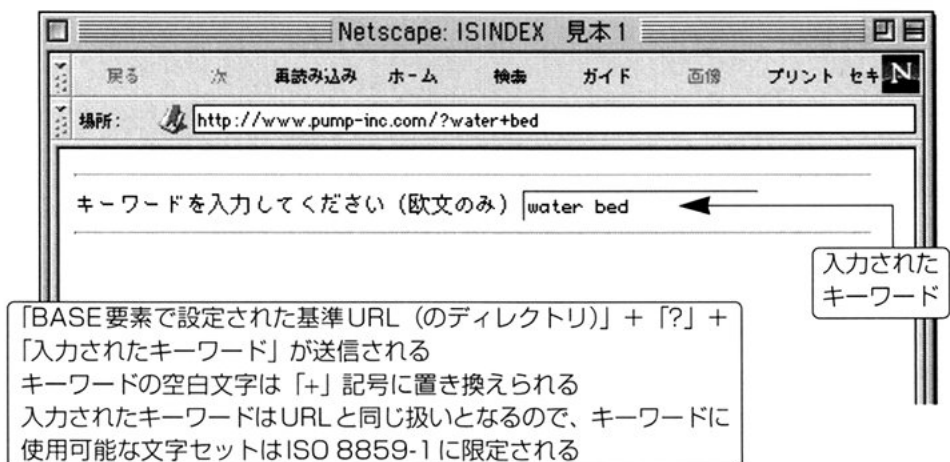 Netscape: ISINDEX 見本1
戻る 次 再読み込み ホーム 検索 ガイド 画像 プリント セキ N
場所: http://www.pump-inc.com/?water+bed
キーワードを入力してください（欧文のみ） water bed
入力された
キーワード
「BASE要素で設定された基準URL（のディレクトリ）」＋「?」＋
「入力されたキーワード」が送信される
キーワードの空白文字は「+」記号に置き換えられる
入力されたキーワードはURLと同じ扱いとなるので、キーワードに
使用可能な文字セットはISO 8859-1に限定される